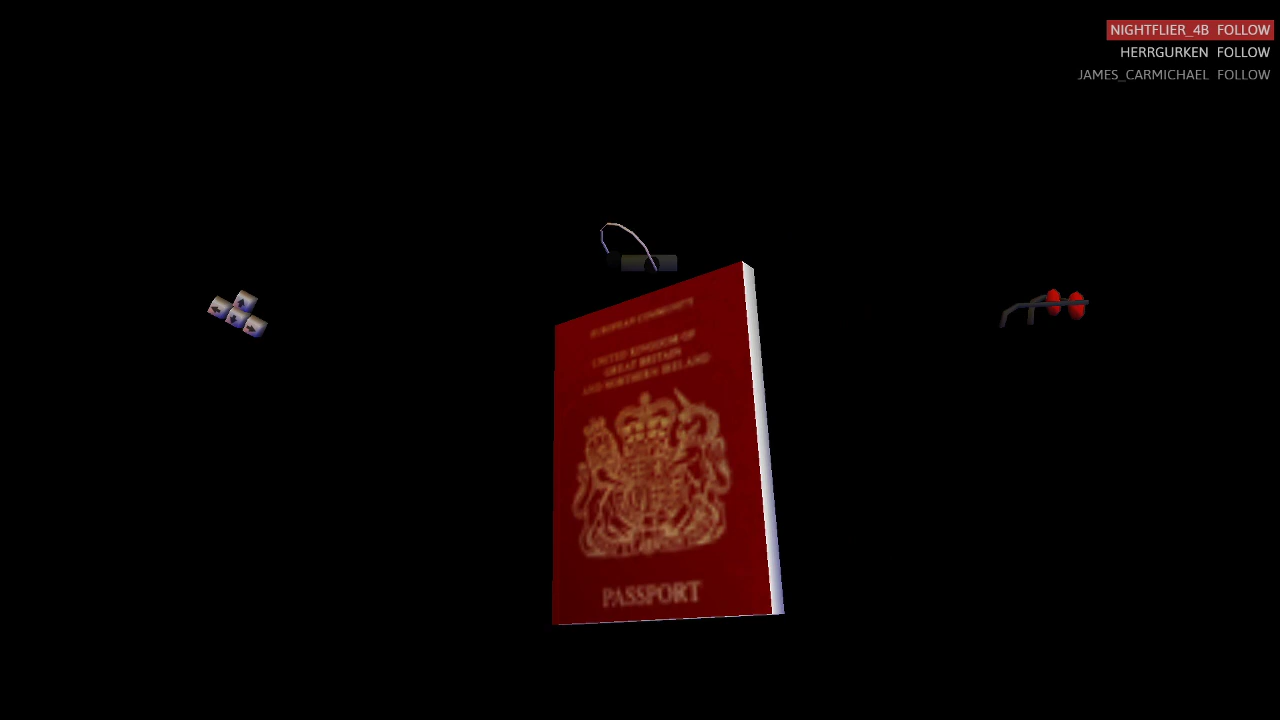 NIGHTFLIER_4B FOLLOW
HERRGURKEN FOLLOW
JAMES_CARMICHAEL FOLLOW
EUROPEAN COMMUNITY
UNITED KINGDOM OF
GREAT BRITAIN
AND NORTHERN IRELAND
PASSPORT